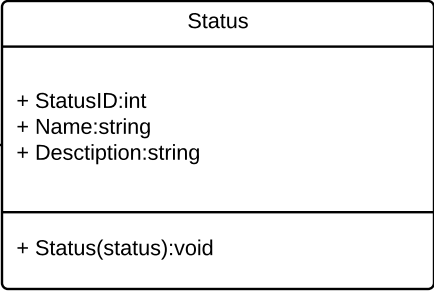 Status
+ StatusID:int
+ Name:string
+ Desctiption:string
+ Status(status):void